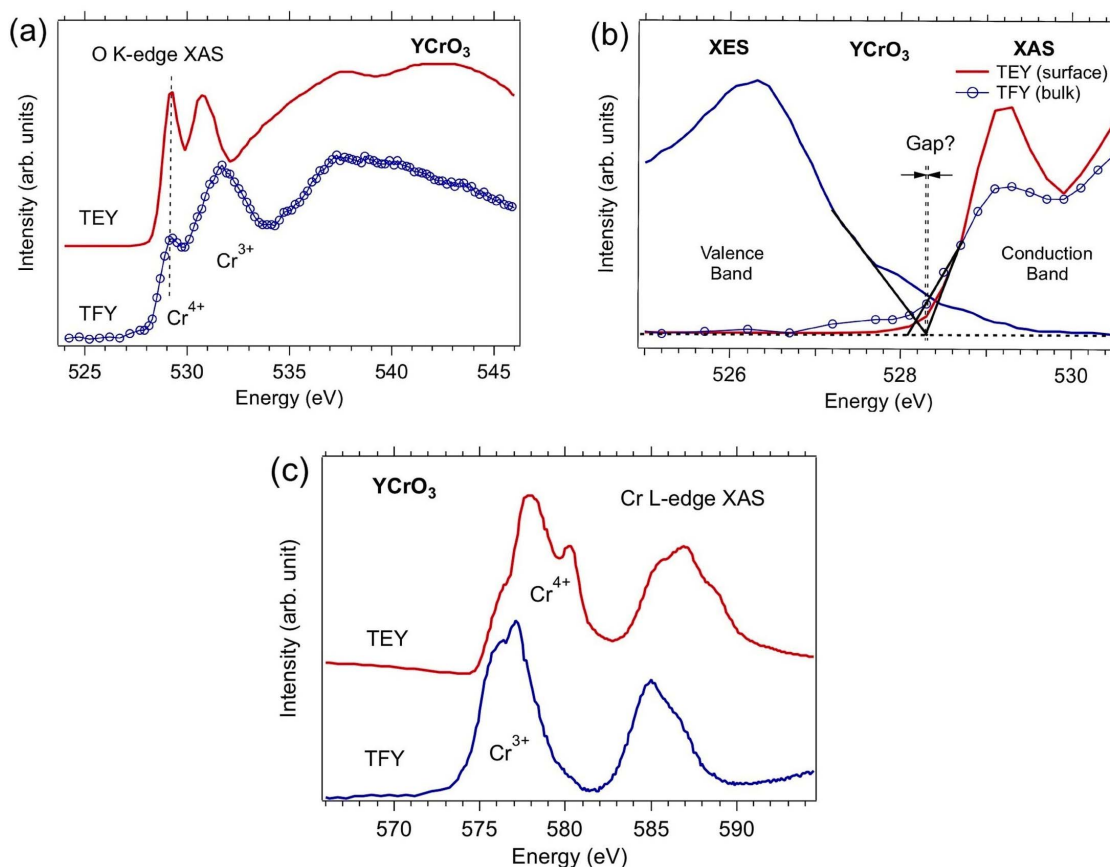 (a)
O K-edge XAS
YCrO3
TEY
TFY
Cr3+
Cr4+
Intensity (arb. units)
525 530 535 540 545
Energy (eV)
(b)
XES YCrO3 XAS
TEY (surface)
TFY (bulk)
Gap?
Valence
Band
Conduction
Band
Intensity (arb. units)
526 528 530
Energy (eV)
(c)
YCrO3
Cr L-edge XAS
Cr4+
TEY
Cr3+
TFY
Intensity (arb. unit)
570 575 580 585 590
Energy (eV)